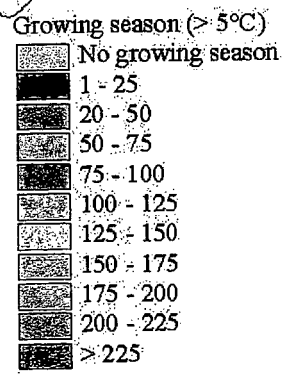 Growing season (> 5°C)
No growing season
1 - 25
20 - 50
50 - 75
75 - 100
100 - 125
125 - 150
150 - 175
175 - 200
200 - 225
> 225